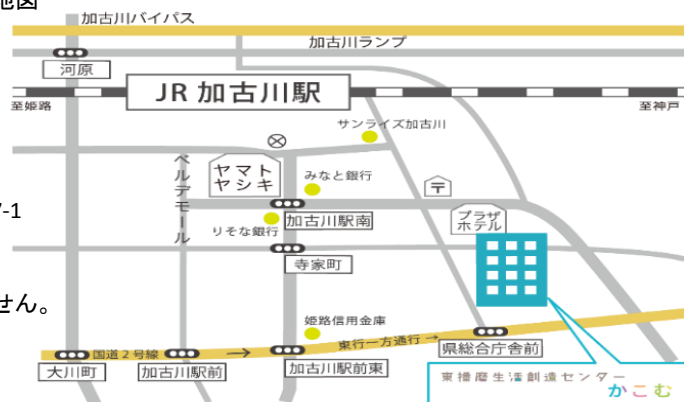 地図
加古川バイパス
加古川ランプ
河原
JR 加古川駅
至姫路
至神戸
サンライズ加古川
ベルデモール
ヤマト
ヤシキ
みなと銀行
〒
7-1
りそな銀行
加古川駅南
プラザ
ホテル
寺家町
せん。
姫路信用金庫
国道2号線
→
東行一方通行 →
県総合庁舎前
大川町
加古川駅前
加古川駅前東
東播磨生活創造センター
かこむ